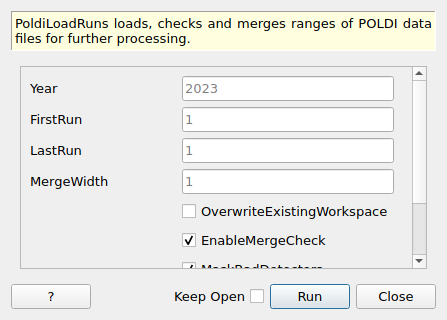 PoldiLoadRuns loads, checks and merges ranges of POLDI data
files for further processing.
Year 2023
FirstRun 1
LastRun 1
MergeWidth 1
OverwriteExistingWorkspace
EnableMergeCheck
MaskBadDetectors
? Keep Open Run Close